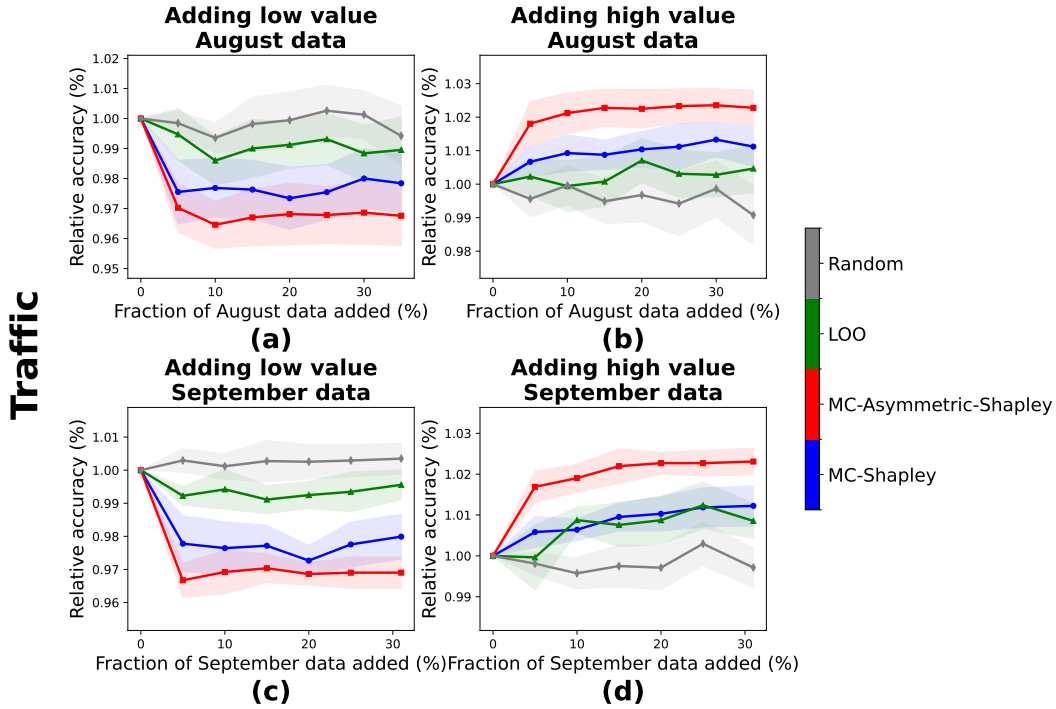 Traffic
Adding low value
August data
Relative accuracy (%)
1.02
1.01
1.00
0.99
0.98
0.97
0.96
0.95
0
10
20
30
Fraction of August data added (%)
(a)
Adding high value
August data
Relative accuracy (%)
1.03
1.02
1.01
1.00
0.99
0.98
0
10
20
30
Fraction of August data added (%)
(b)
Adding low value
September data
Relative accuracy (%)
1.01
1.00
0.99
0.98
0.97
0.96
0
10
20
30
Fraction of September data added (%)
(c)
Adding high value
September data
Relative accuracy (%)
1.03
1.02
1.01
1.00
0.99
0
10
20
30
Fraction of September data added (%)
(d)
Random
LOO
MC-Asymmetric-Shapley
MC-Shapley